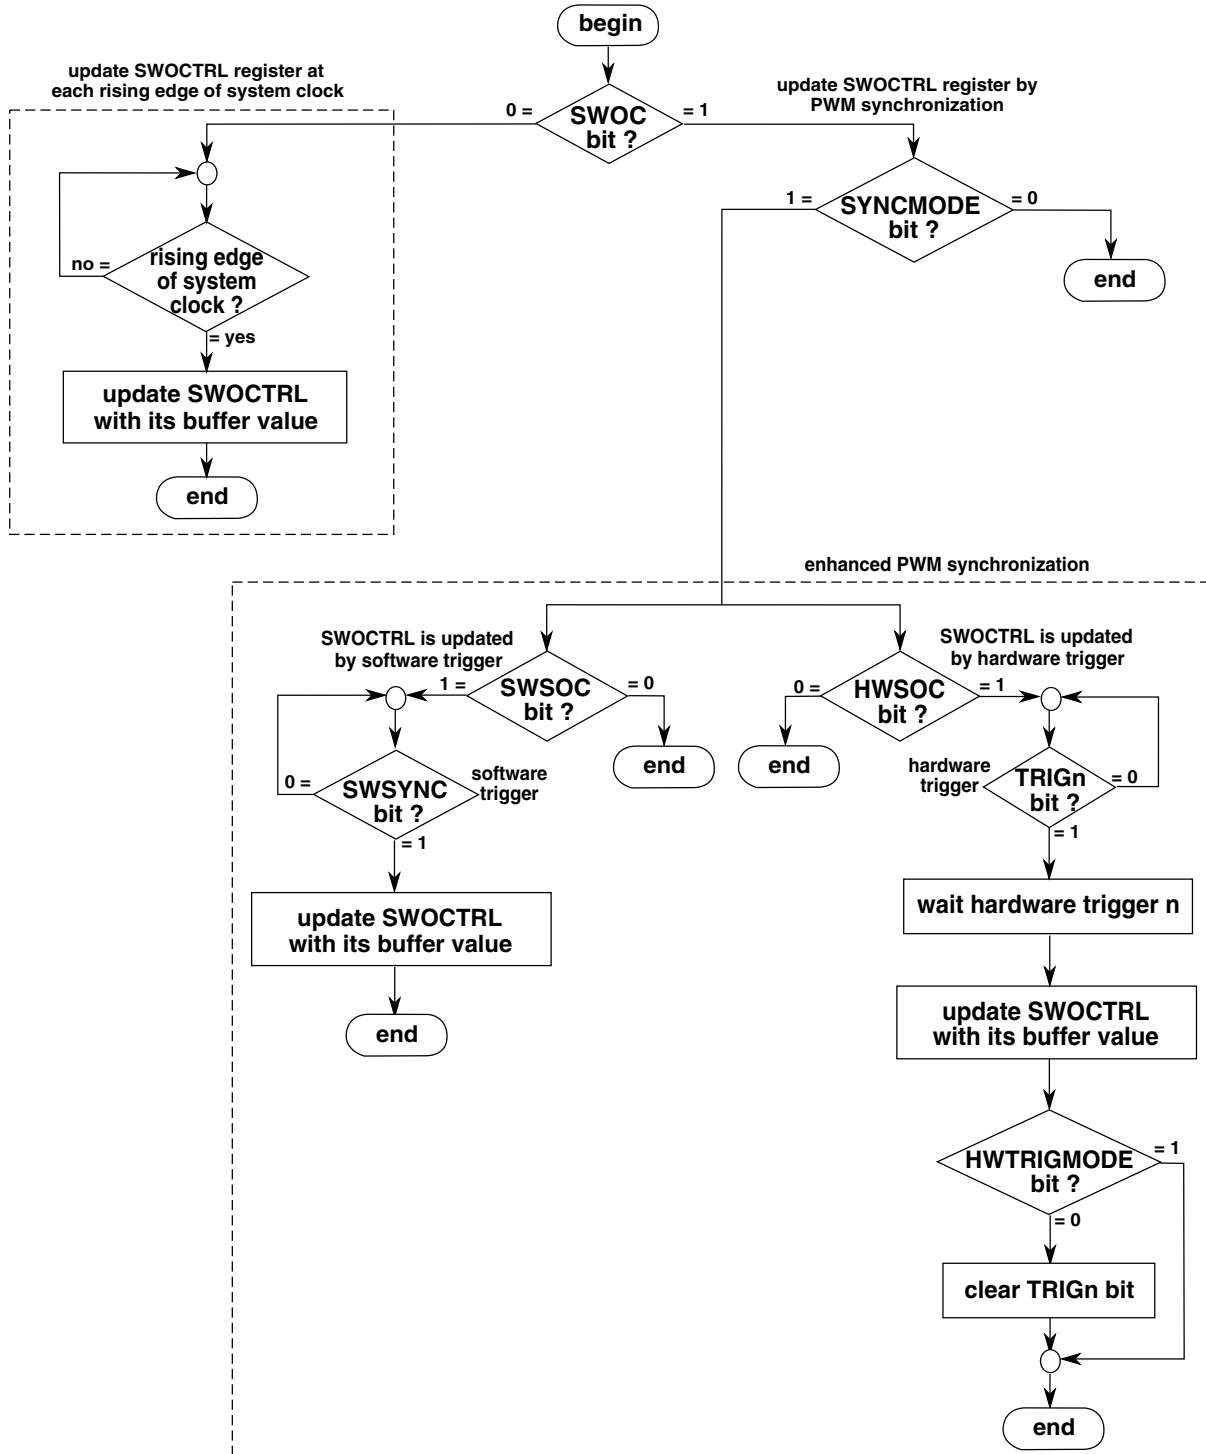 begin
update SWOCTRL register at
each rising edge of system clock
update SWOCTRL register by
PWM synchronization
0 =
SWOC
bit ?
= 1
1 =
SYNCMODE
bit ?
= 0
end
no =
rising edge
of system
clock ?
= yes
update SWOCTRL
with its buffer value
end
enhanced PWM synchronization
SWOCTRL is updated
by software trigger
1 =
SWSOC
bit ?
=0
end
0 =
SWSYNC
bit ?
software
trigger
= 1
update SWOCTRL
with its buffer value
end
SWOCTRL is updated
by hardware trigger
0 =
HWSOC
bit ?
= 1
end
hardware
trigger
TRIGn
bit ?
= 0
= 1
wait hardware trigger n
update SWOCTRL
with its buffer value
HWTRIGMODE
bit ?
= 1
= 0
clear TRIGn bit
end